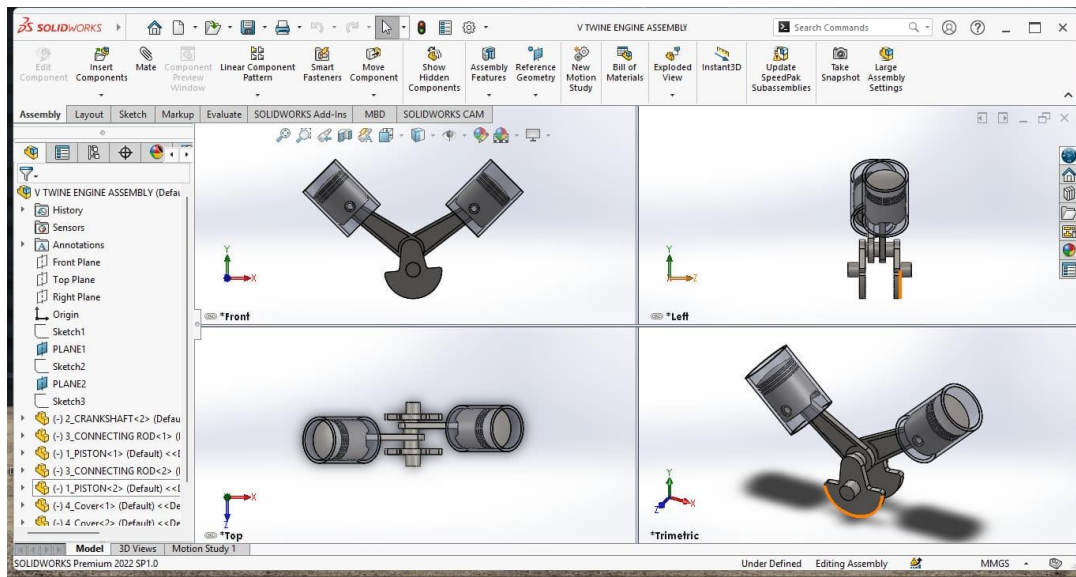 SOLIDWORKS
V TWINE ENGINE ASSEMBLY
Search Commands
Edit Component
Insert Components
Mate
Component Preview Window
Linear Component Pattern
Smart Fasteners
Move Component
Show Hidden Components
Assembly Features
Reference Geometry
New Motion Study
Bill of Materials
Exploded View
Instant3D
Update SpeedPak Subassemblies
Take Snapshot
Large Assembly Settings
Assembly Layout Sketch Markup Evaluate SOLIDWORKS Add-Ins MBD SOLIDWORKS CAM
V TWINE ENGINE ASSEMBLY (Defau
History
Sensors
Annotations
Front Plane
Top Plane
Right Plane
Origin
Sketch1
PLANE1
Sketch2
PLANE2
Sketch3
(-) 2_CRANKSHAFT<2> (Defau
(-) 3_CONNECTING ROD<1> (
(-) 1_PISTON<1> (Default) <<D
(-) 3_CONNECTING ROD<2> (
(-) 1_PISTON<2> (Default) <<
(-) 4_Cover<1> (Default) <<De
(-) 4_Cover<2> (Default) <<De
Y
X
*Front
Y
Z
*Left
X
Z
*Top
Y
X
Z
*Trimetric
Model 3D Views Motion Study 1
SOLIDWORKS Premium 2022 SP1.0
Under Defined Editing Assembly MMGS